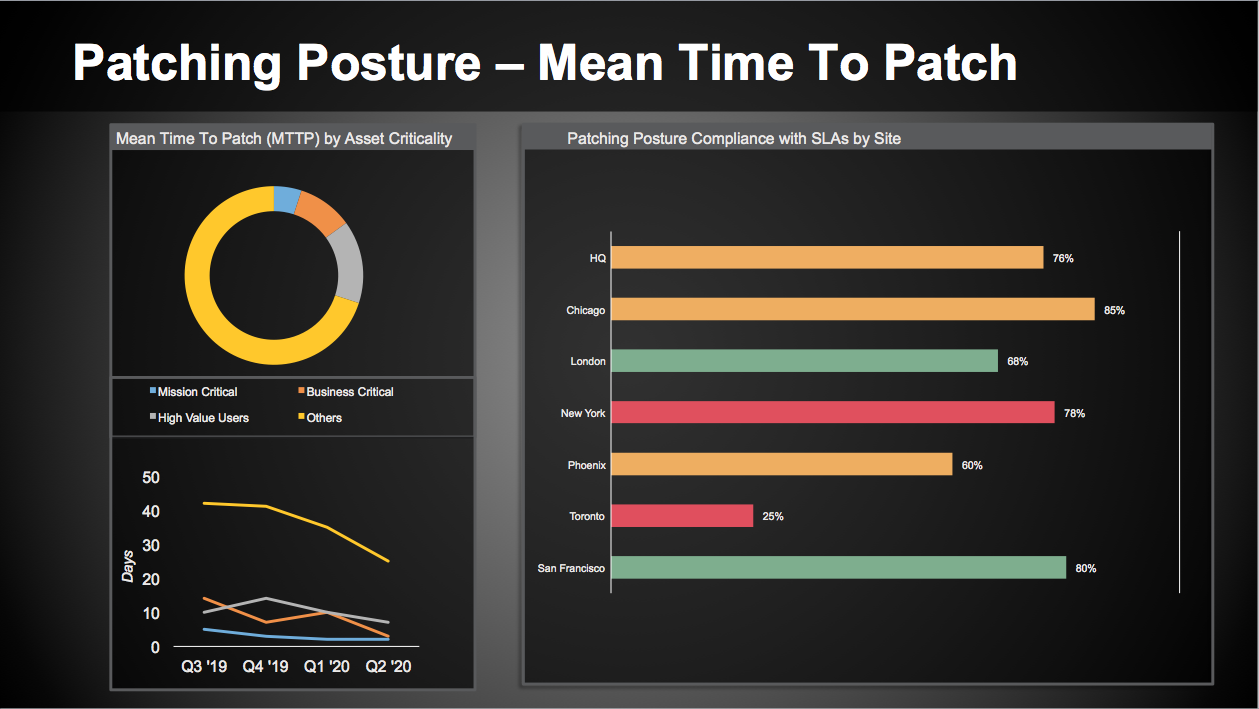 Patching Posture – Mean Time To Patch
Mean Time To Patch (MTTP) by Asset Criticality
Mission Critical Business Critical
High Value Users Others
50
40
30
20
10
0
Days
Q3 '19 Q4 '19 Q1 '20 Q2 '20
Patching Posture Compliance with SLAs by Site
HQ 76%
Chicago 85%
London 68%
New York 78%
Phoenix 60%
Toronto 25%
San Francisco 80%